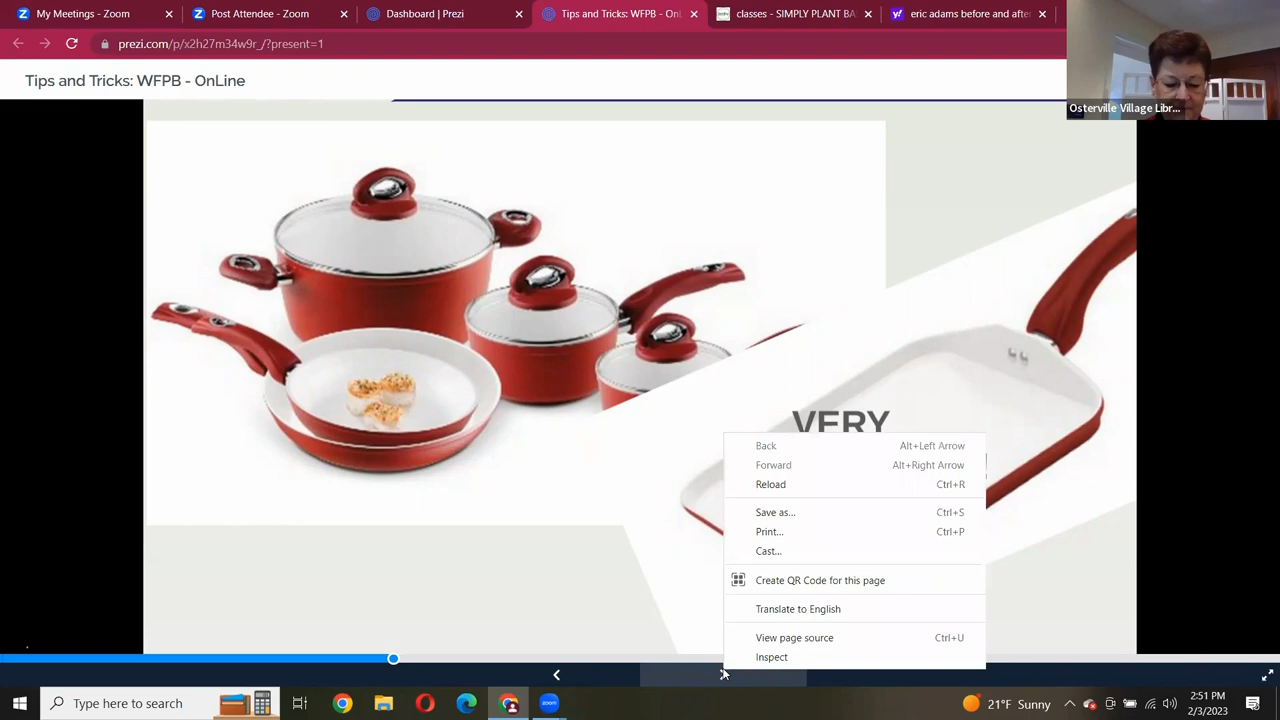 My Meetings - Zoom
Post Attendee - Zoom
Dashboard | Prezi
Tips and Tricks: WFPB - Onl
classes - SIMPLY PLANT BA
eric adams before and after
prezi.com/p/x2h27m34w9r_/?present=1
Tips and Tricks: WFPB - OnLine
Osterville Village Libr...
VERY
Back Alt+Left Arrow
Forward Alt+Right Arrow
Reload Ctrl+R
Save as... Ctrl+S
Print... Ctrl+P
Cast...
Create QR Code for this page
Translate to English
View page source Ctrl+U
Inspect
Type here to search
zoom
21°F Sunny
2:51 PM
2/3/2023